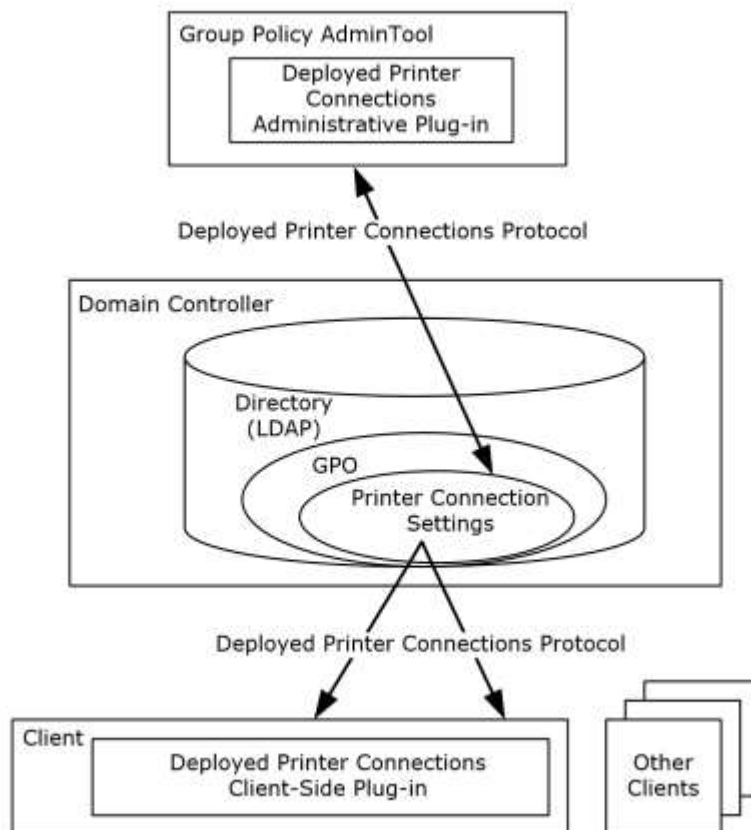 Group Policy AdminTool
Deployed Printer
Connections
Administrative Plug-in
Deployed Printer Connections Protocol
Domain Controller
Directory
(LDAP)
GPO
Printer Connection
Settings
Deployed Printer Connections Protocol
Client
Deployed Printer Connections
Client-Side Plug-in
Other
Clients